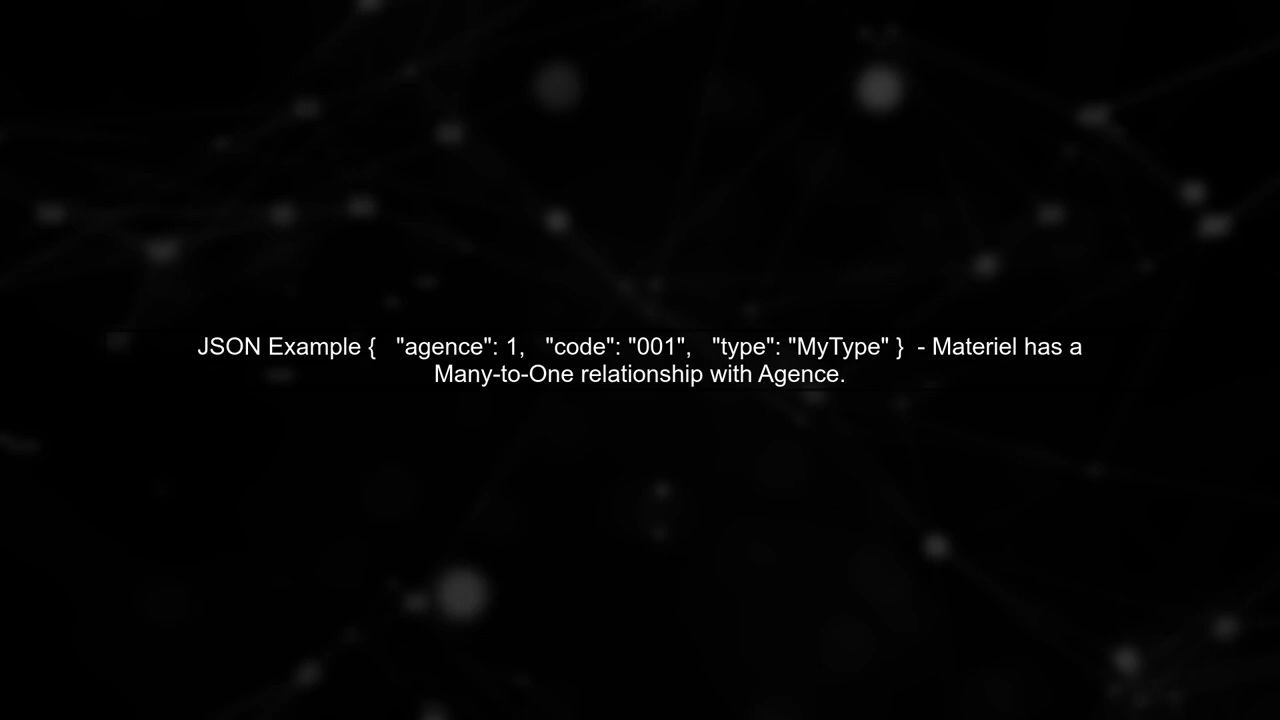 JSON Example {   "agence": 1,   "code": "001",   "type": "MyType" }  - Materiel has a
Many-to-One relationship with Agence.